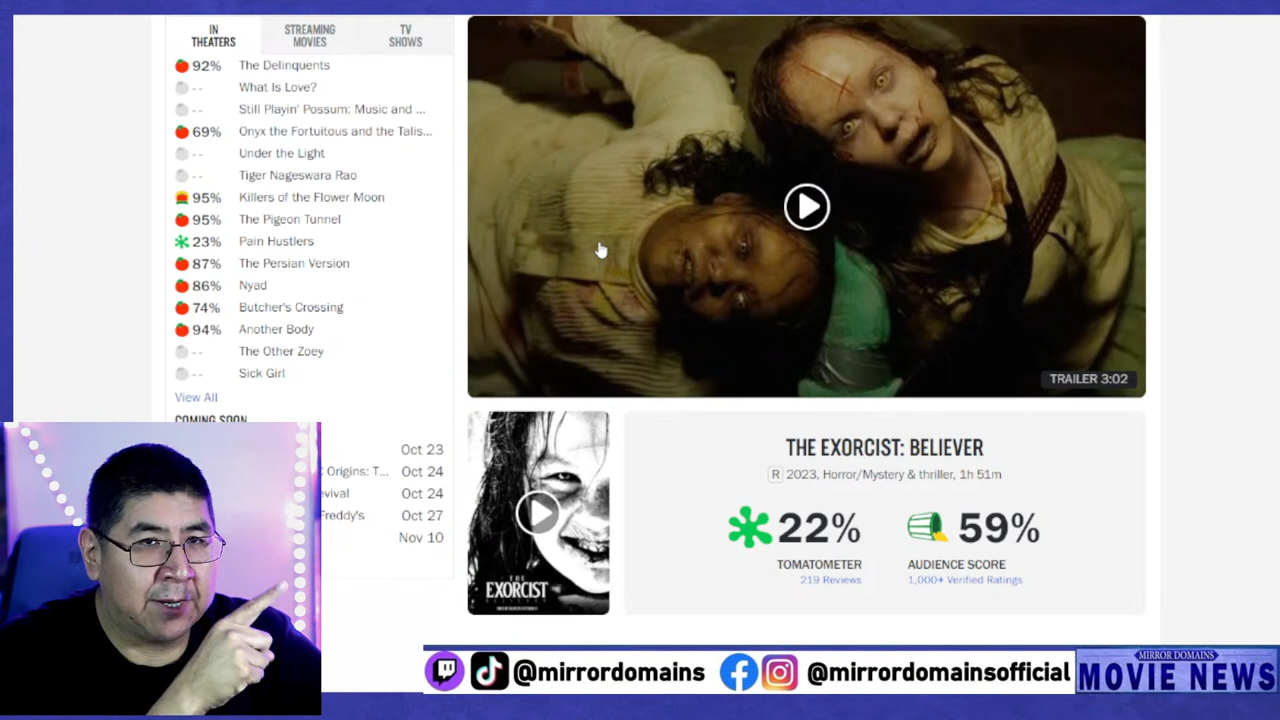 IN
THEATERS
STREAMING
MOVIES
TV
SHOWS
92% The Delinquents
-- What Is Love?
-- Still Playin' Possum: Music and ...
69% Onyx the Fortuitous and the Talis...
-- Under the Light
-- Tiger Nageswara Rao
95% Killers of the Flower Moon
95% The Pigeon Tunnel
23% Pain Hustlers
87% The Persian Version
86% Nyad
74% Butcher's Crossing
94% Another Body
-- The Other Zoey
-- Sick Girl
View All
COMING SOON
Oct 23
Origins: T... Oct 24
Oct 24
Freddy's Oct 27
Nov 10
TRAILER 3:02
THE
EXORCIST
BELIEVER
THE EXORCIST: BELIEVER
R 2023, Horror/Mystery & thriller, 1h 51m
22% 59%
TOMATOMETER AUDIENCE SCORE
219 Reviews 1,000+ Verified Ratings
@mirrordomains @mirrordomainsofficial
MIRROR DOMAINS
MOVIE NEWS